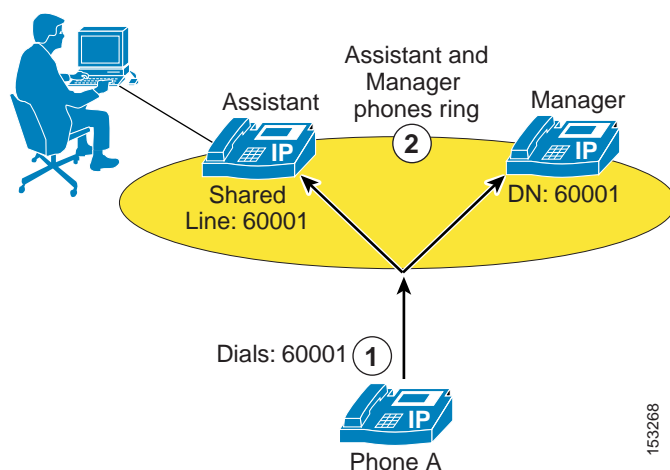 Assistant and
Manager
phones ring
Assistant
Manager
2
IP
IP
Shared
Line: 60001
DN: 60001
Dials: 60001 1
IP
Phone A
153268